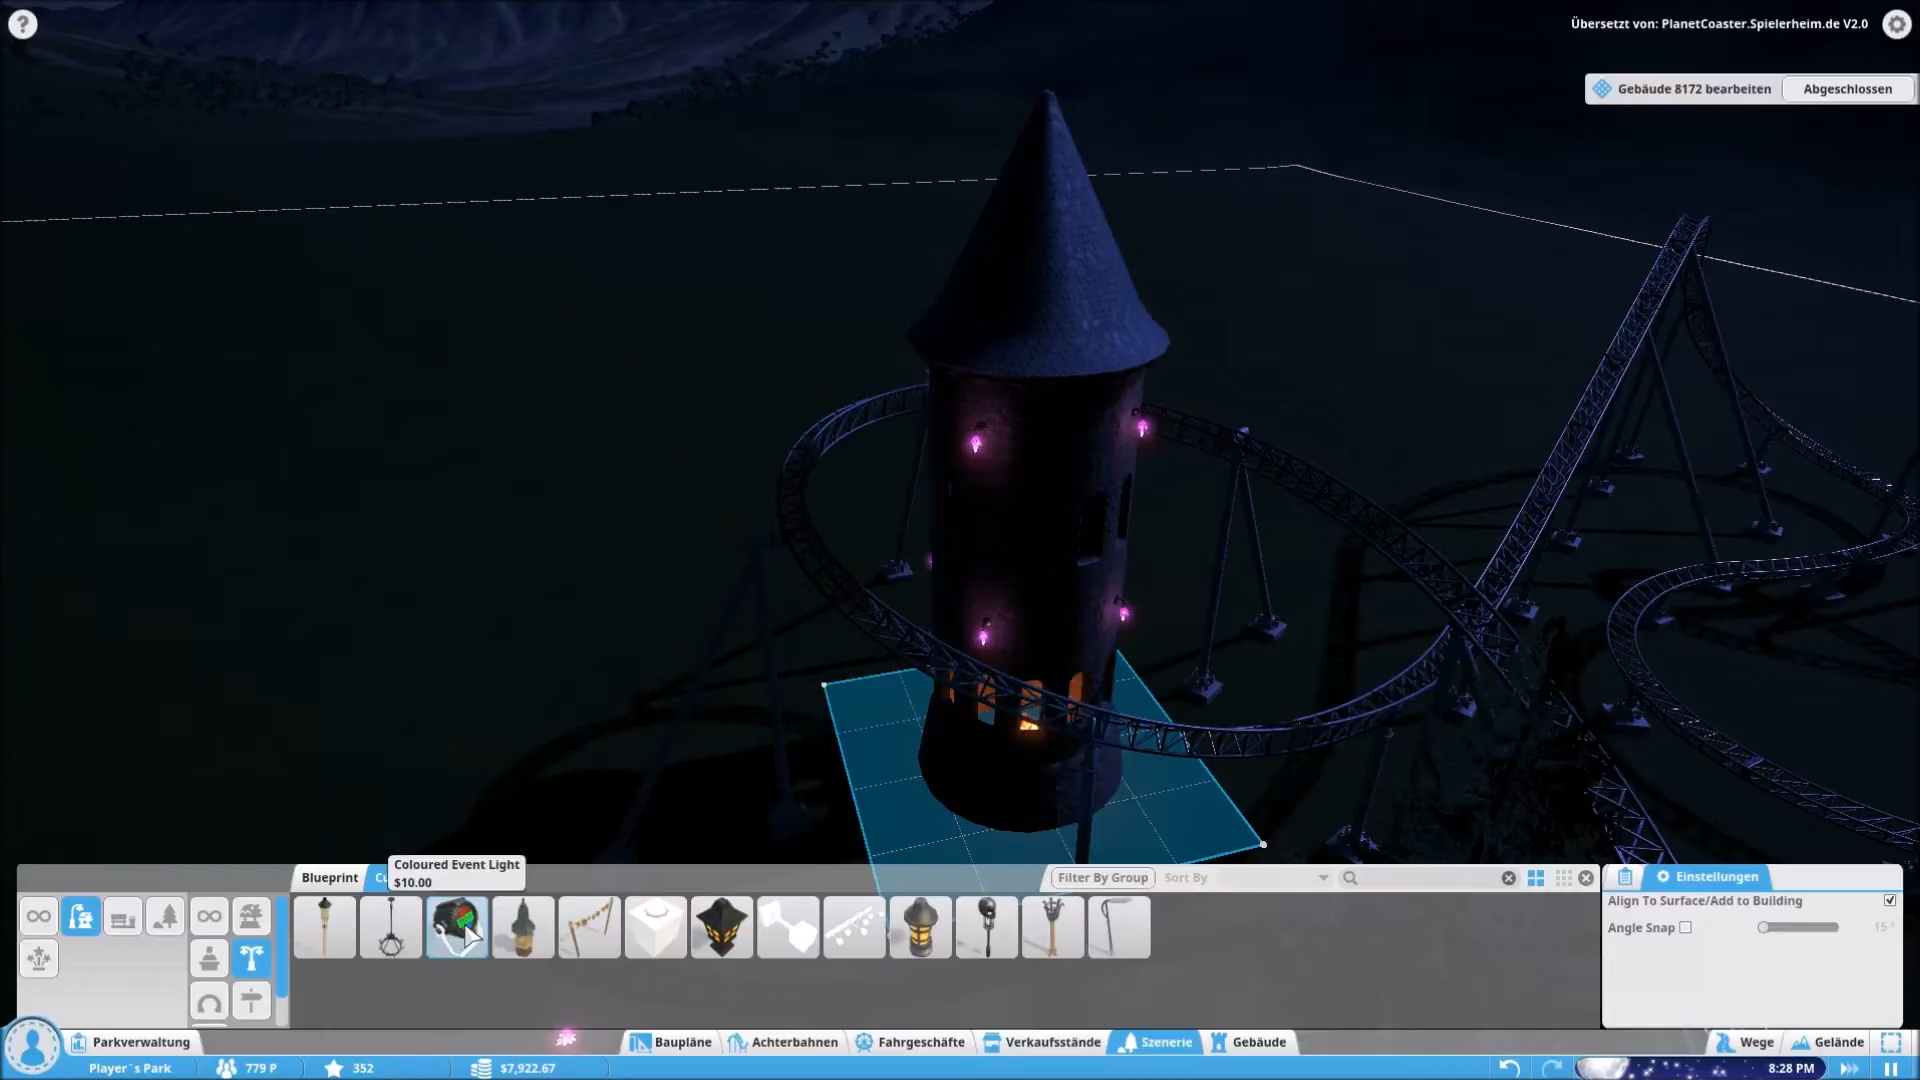 ?
Übersetzt von: PlanetCoaster.Spielerheim.de V2.0
Gebäude 8172 bearbeiten
Abgeschlossen
Coloured Event Light
$10.00
Blueprint
Filter By Group
Sort By
Einstellungen
Align To Surface/Add to Building
Angle Snap
15 °
Parkverwaltung
Baupläne
Achterbahnen
Fahrgeschäfte
Verkaufsstände
Szenerie
Gebäude
Wege
Gelände
Player´s Park
779 P
352
$7,922.67
8:28 PM